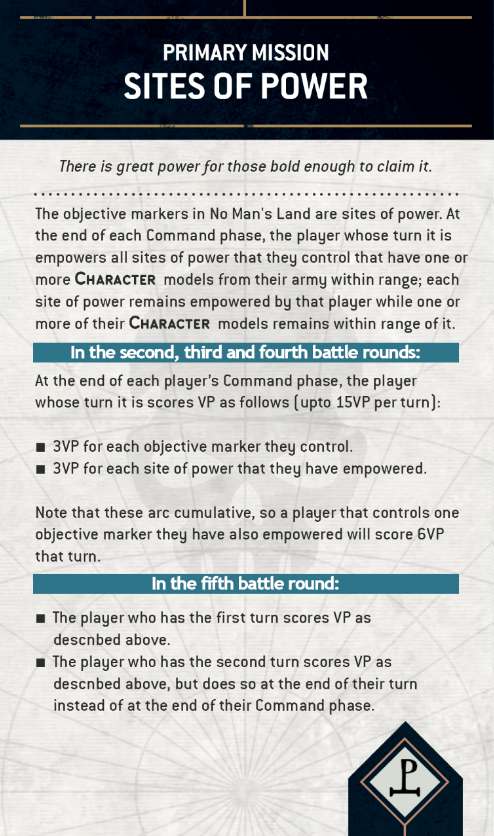 PRIMARY MISSION
SITES OF POWER
There is great power for those bold enough to claim it.
The objective markers in No Man's Land are sites of power. At
the end of each Command phase, the player whose turn it is
empowers all sites of power that they control that have one or
more CHARACTER models from their army within range; each
site of power remains empowered by that player while one or
more of their CHARACTER models remains within range of it.
In the second, third and fourth battle rounds:
At the end of each player's Command phase, the player
whose turn it is scores VP as follows (upto 15VP per turn):
■ 3VP for each objective marker they control.
■ 3VP for each site of power that they have empowered.
Note that these arc cumulative, so a player that controls one
objective marker they have also empowered will score 6VP
that turn.
In the fifth battle round:
■ The player who has the first turn scores VP as
descnbed above.
■ The player who has the second turn scores VP as
descnbed above, but does so at the end of their turn
instead of at the end of their Command phase.
P